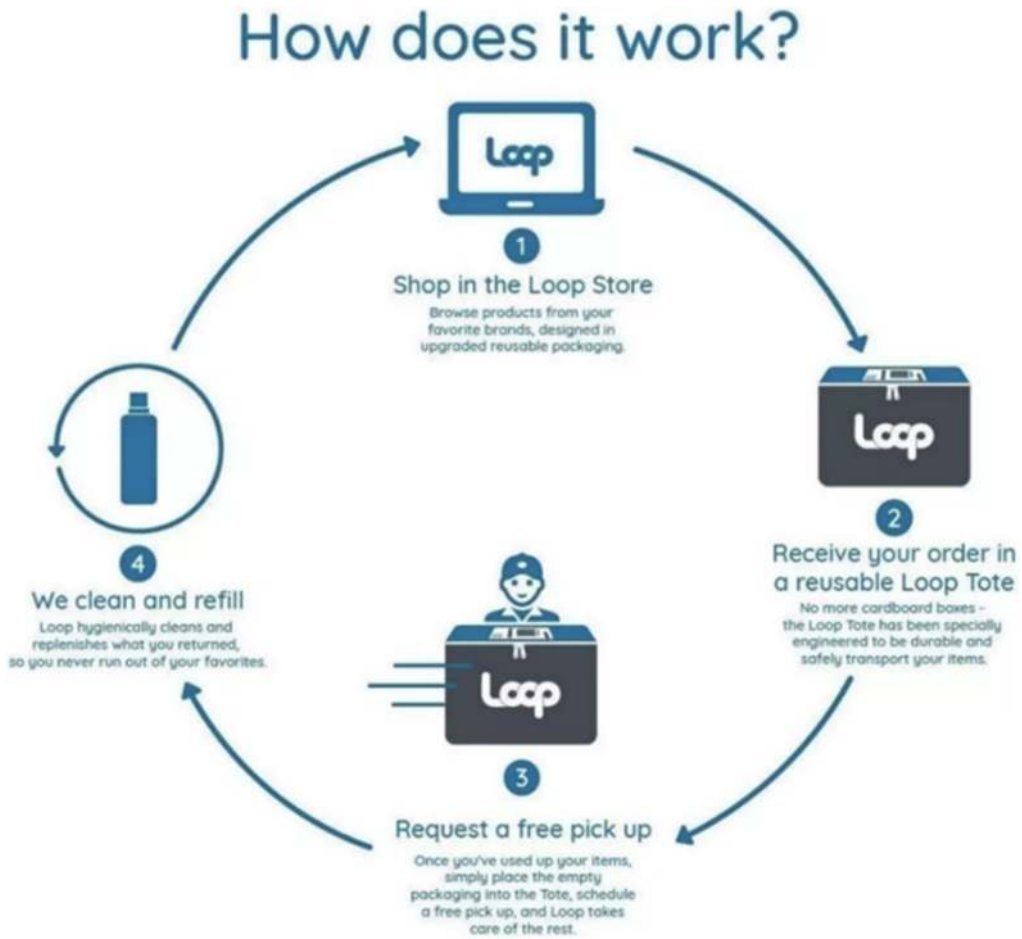 How does it work?
Loop
1
Shop in the Loop Store
Browse products from your
favorite brands, designed in
upgraded reusable packaging.
Loop
2
Receive your order in
a reusable Loop Tote
No more cardboard boxes -
the Loop Tote has been specially
engineered to be durable and
safely transport your items.
Loop
3
Request a free pick up
Once you've used up your items,
simply place the empty
packaging into the Tote, schedule
a free pick up, and Loop takes
care of the rest.
4
We clean and refill
Loop hygienically cleans and
replenishes what you returned,
so you never run out of your favorites.